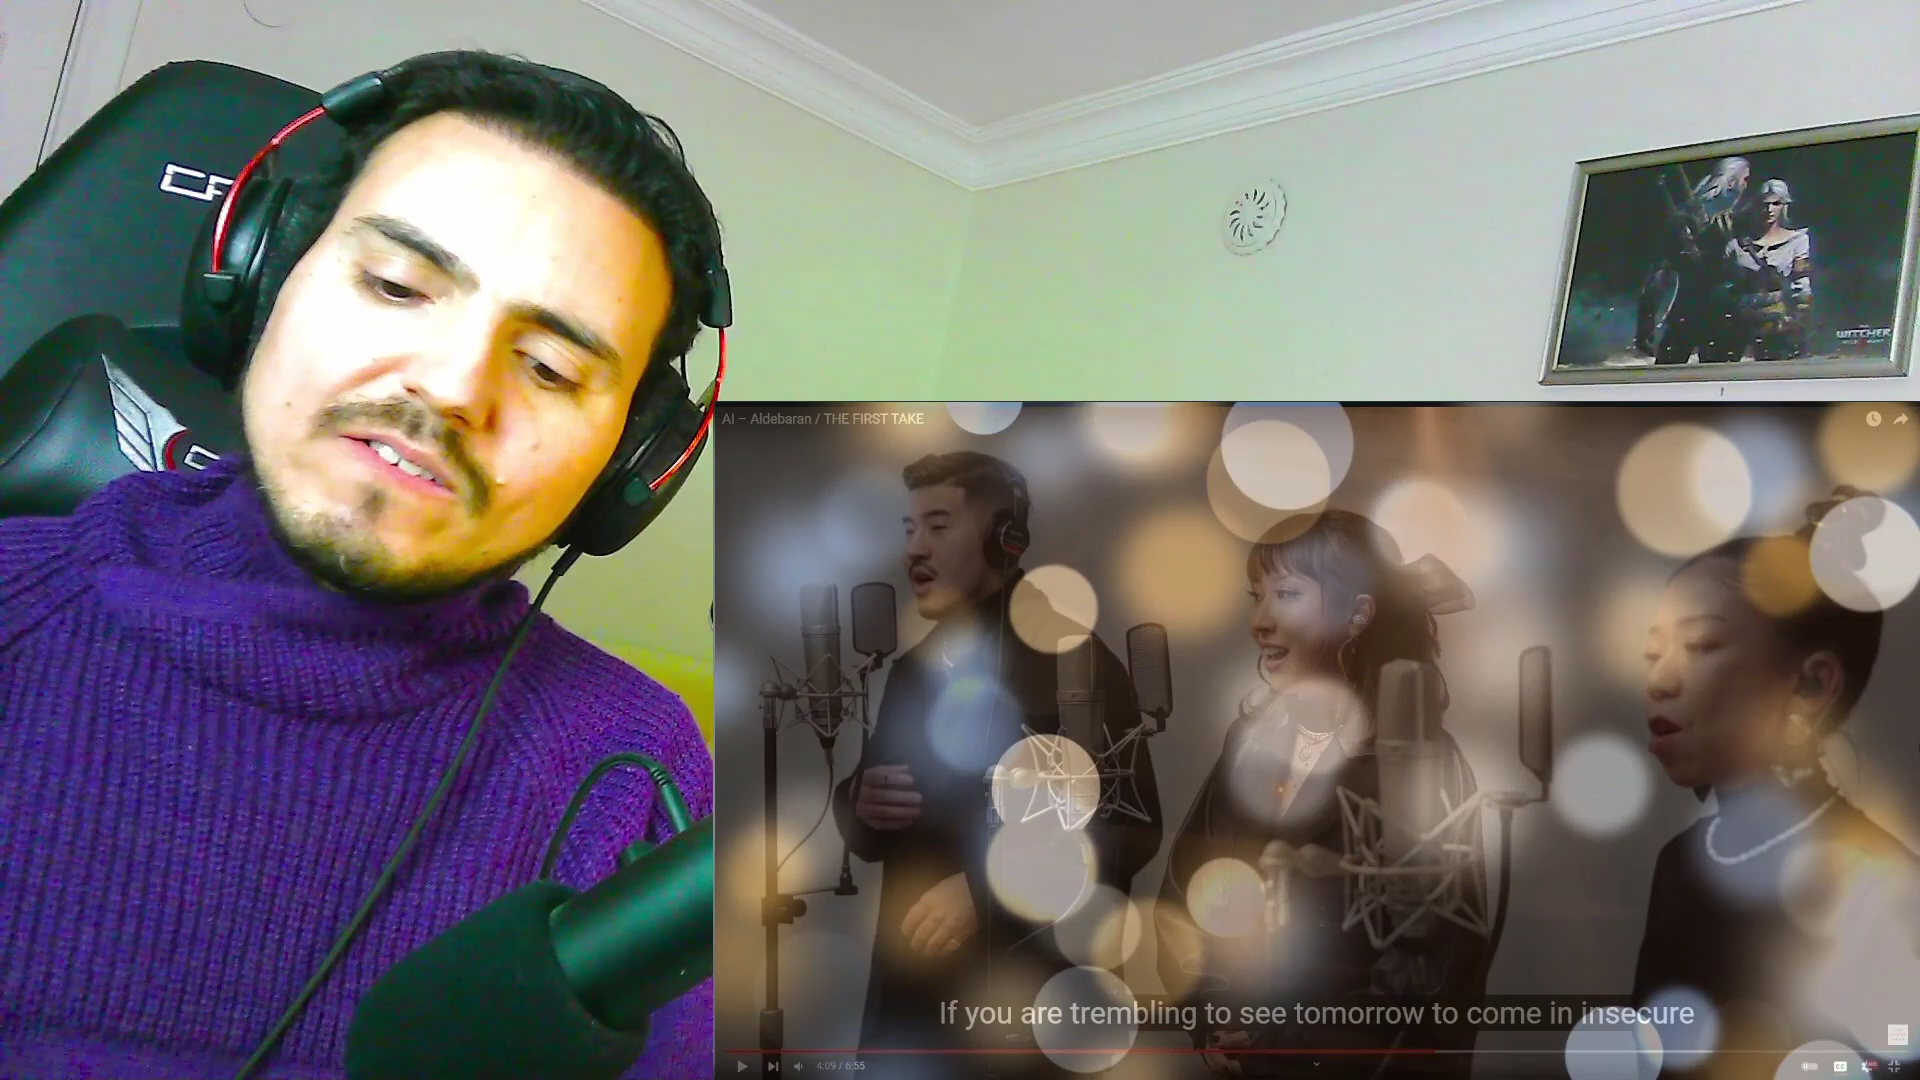 AI – Aldebaran / THE FIRST TAKE
WITCHER
If you are trembling to see tomorrow to come in insecure
4:09 / 6:55